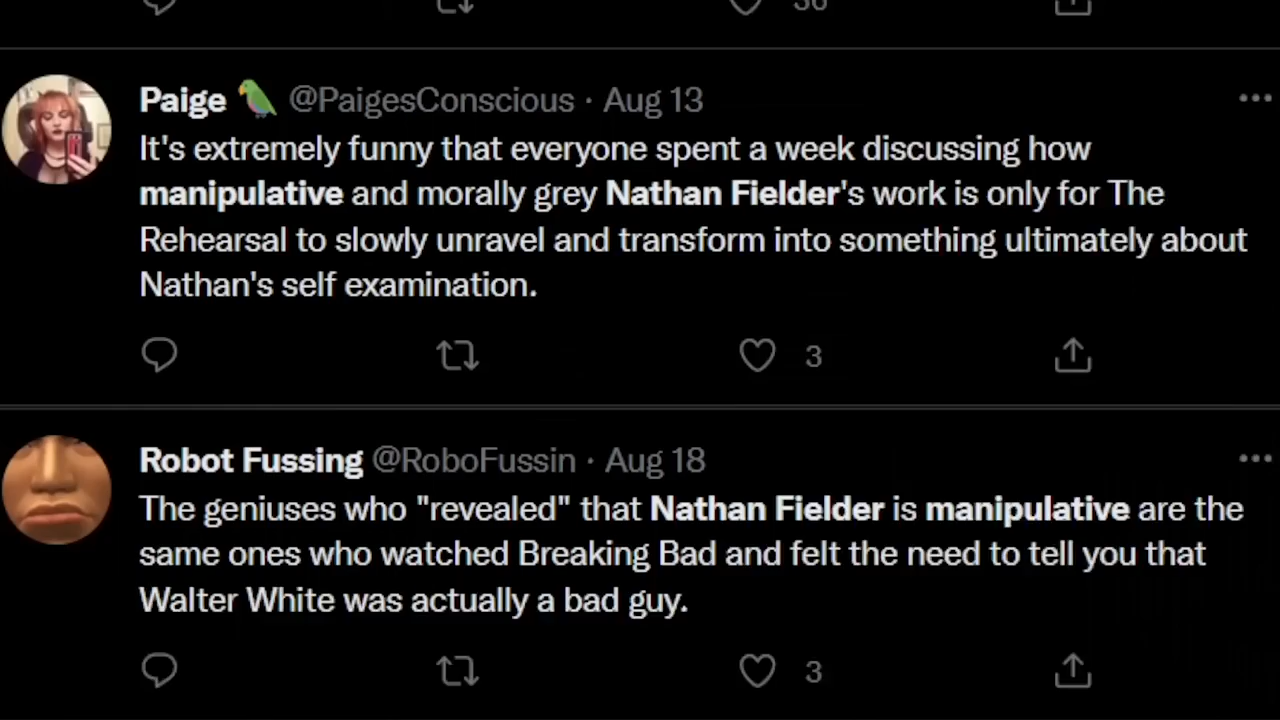 36
Paige 🦜 @PaigesConscious · Aug 13
It's extremely funny that everyone spent a week discussing how
manipulative and morally grey Nathan Fielder's work is only for The
Rehearsal to slowly unravel and transform into something ultimately about
Nathan's self examination.
3
Robot Fussing @RoboFussin · Aug 18
The geniuses who "revealed" that Nathan Fielder is manipulative are the
same ones who watched Breaking Bad and felt the need to tell you that
Walter White was actually a bad guy.
3